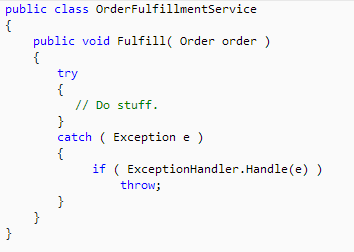 public class OrderFulfillmentService
{
    public void Fulfill( Order order )
    {
        try
        {
           // Do stuff.
        }
        catch ( Exception e )
        {
             if ( ExceptionHandler.Handle(e) )
                 throw;
        }
    }
}